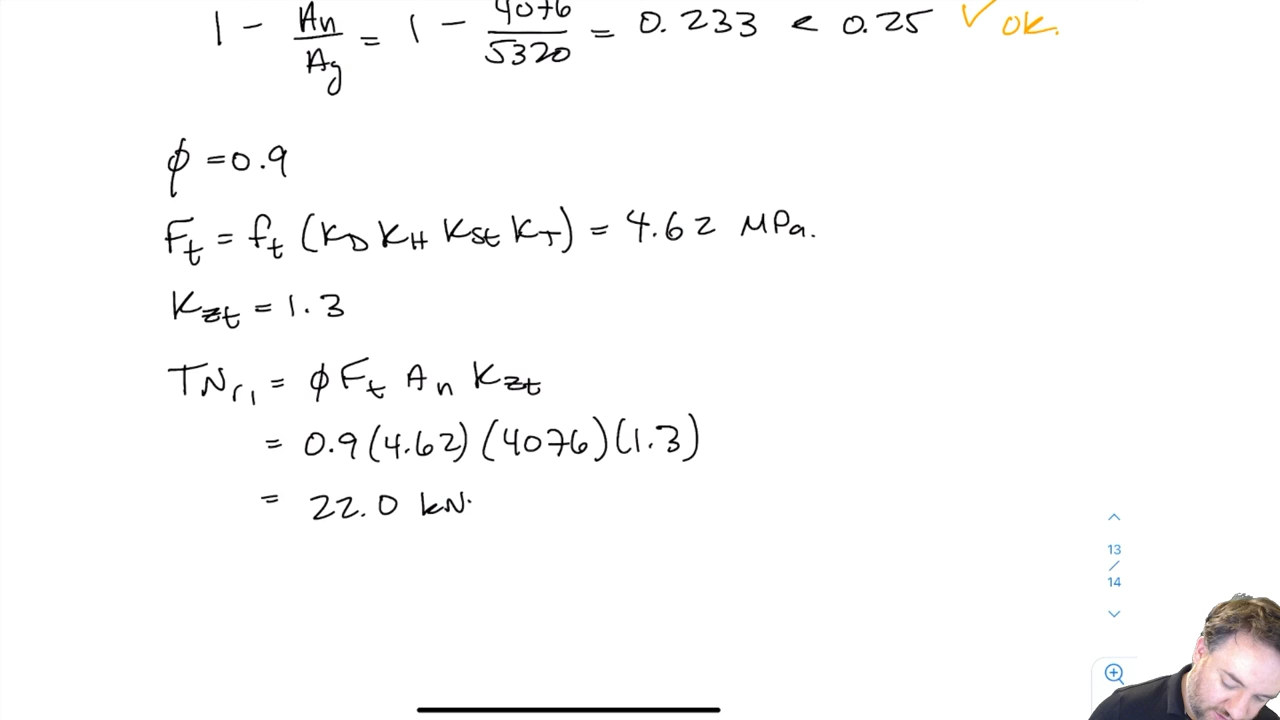 1 - An/Ag = 1 - 4076/5320 = 0.233 < 0.25 ✓ ok.
ϕ = 0.9
Ft = ft (KD KH KSt KT) = 4.62 MPa.
Kzt = 1.3
TNr1 = ϕ Ft An Kzt
= 0.9 (4.62) (4076) (1.3)
= 22.0 kN.
13
/
14